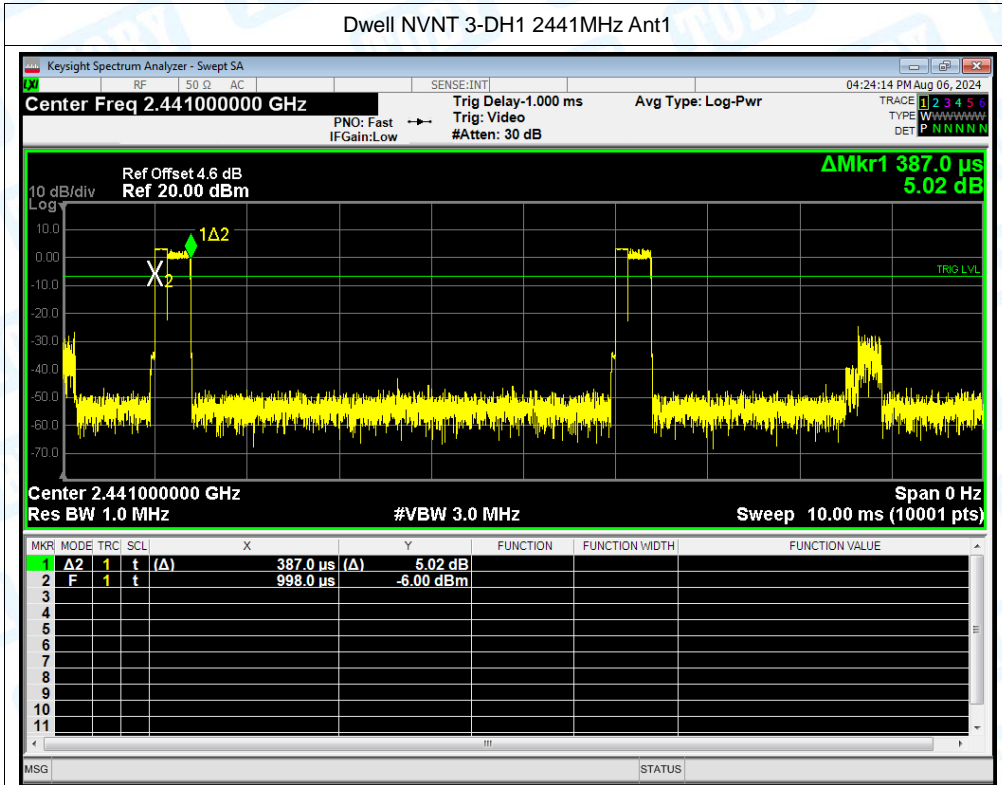 Dwell NVNT 3-DH1 2441MHz Ant1
Keysight Spectrum Analyzer - Swept SA
LXI RF 50 Ω AC SENSE:INT 04:24:14 PM Aug 06, 2024
Center Freq 2.441000000 GHz
Trig Delay-1.000 ms Avg Type: Log-Pwr
PNO: Fast Trig: Video
IFGain:Low #Atten: 30 dB
TRACE 1 2 3 4 5 6
TYPE WWWWWWW
DET P N N N N N
ΔMkr1 387.0 µs
5.02 dB
Ref Offset 4.6 dB
10 dB/div Ref 20.00 dBm
Log
10.0
0.00
-10.0
-20.0
-30.0
-40.0
-50.0
-60.0
-70.0
1Δ2
X2
TRIG LVL
Center 2.441000000 GHz Span 0 Hz
Res BW 1.0 MHz #VBW 3.0 MHz Sweep 10.00 ms (10001 pts)
MKR MODE TRC SCL X Y FUNCTION FUNCTION WIDTH FUNCTION VALUE
1 Δ2 1 t (Δ) 387.0 µs (Δ) 5.02 dB
2 F 1 t 998.0 µs -6.00 dBm
3
4
5
6
7
8
9
10
11
MSG STATUS